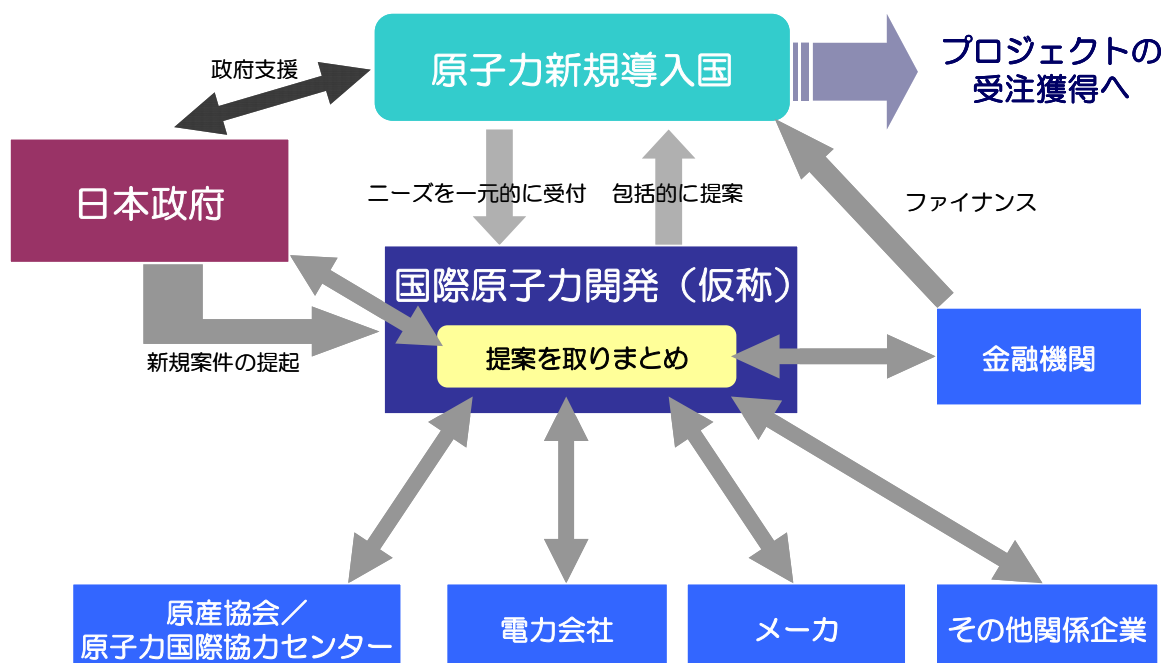 政府支援
原子力新規導入国
プロジェクトの
受注獲得へ
日本政府
ニーズを一元的に受付
包括的に提案
ファイナンス
国際原子力開発（仮称）
提案を取りまとめ
新規案件の提起
金融機関
原産協会／
原子力国際協力センター
電力会社
メーカ
その他関係企業